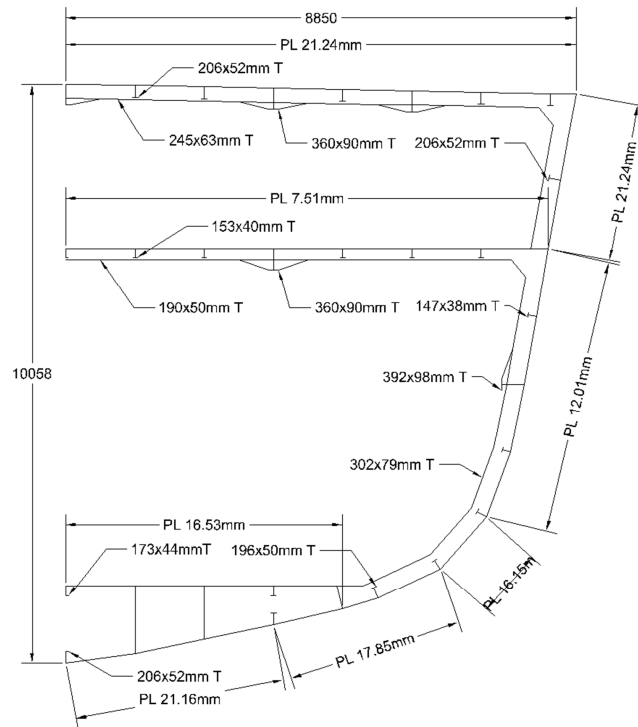 8850
PL 21.24mm
206x52mm T
245x63mm T
360x90mm T
206x52mm T
PL 21.24mm
PL 7.51mm
153x40mm T
190x50mm T
360x90mm T
147x38mm T
10058
392x98mm T
PL 12.01mm
302x79mm T
PL 16.53mm
173x44mmT
196x50mm T
PL 16.15m
PL 17.85mm
206x52mm T
PL 21.16mm